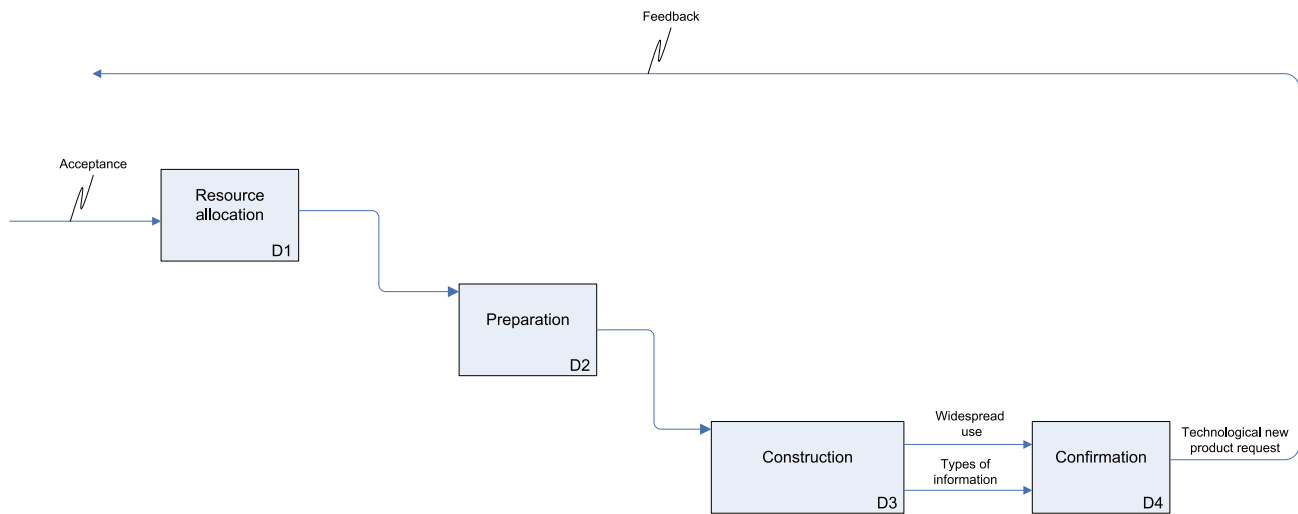 Feedback
Acceptance
Resource
allocation
D1
Preparation
D2
Construction
D3
Widespread
use
Types of
information
Confirmation
D4
Technological new
product request